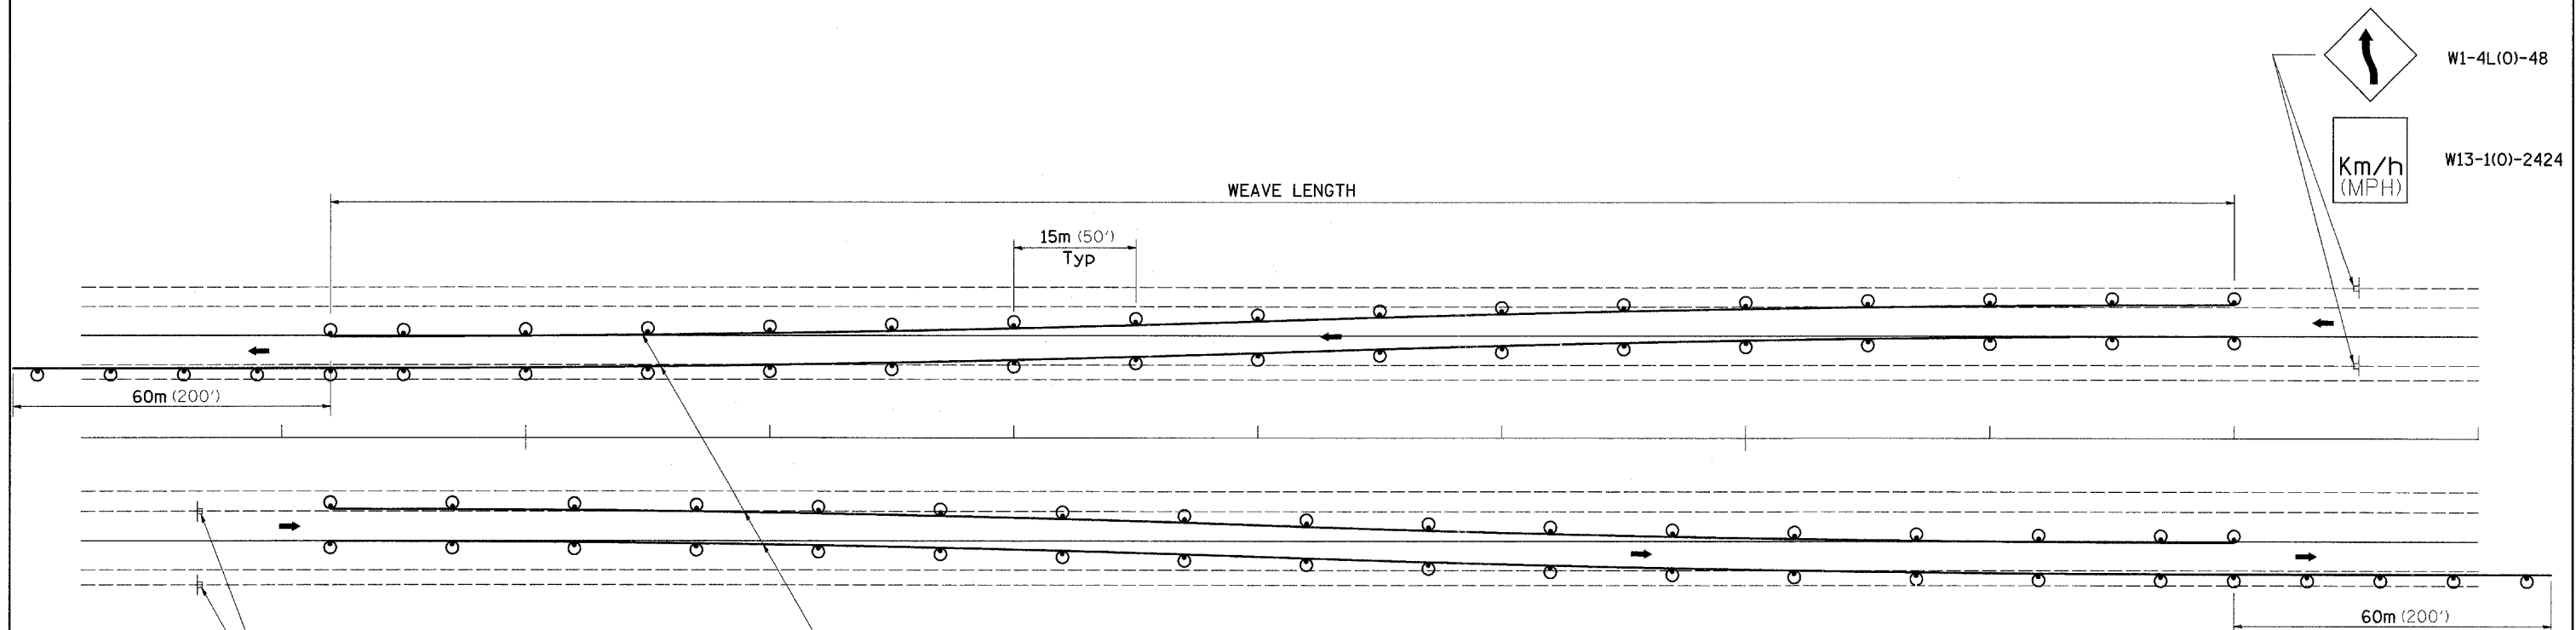 W1-4L(O)-48
Km/h
(MPH)
W13-1(O)-2424
WEAVE LENGTH
15m (50')
Typ
60m (200')
60m (200')